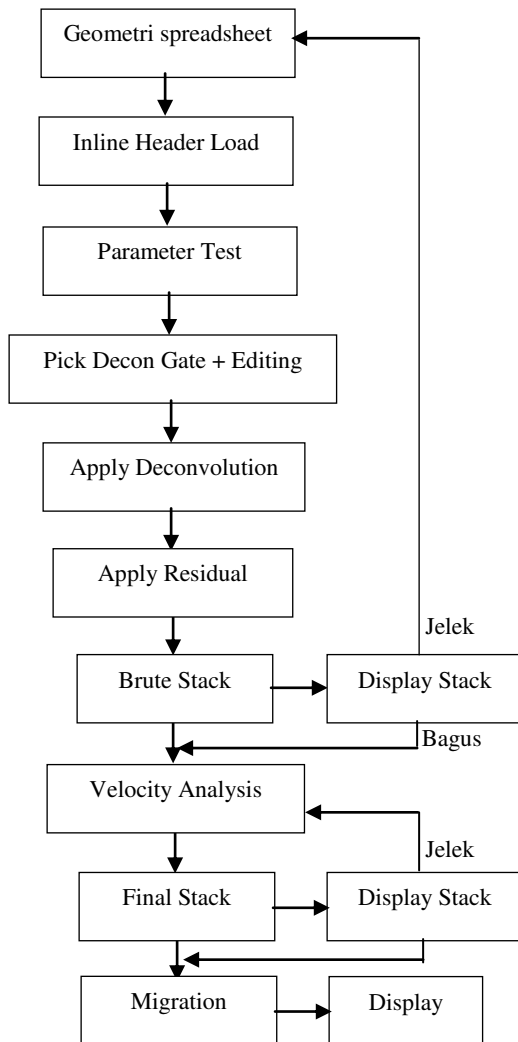 Geometri spreadsheet
Inline Header Load
Parameter Test
Pick Decon Gate + Editing
Apply Deconvolution
Apply Residual
Jelek
Brute Stack
Display Stack
Bagus
Velocity Analysis
Jelek
Final Stack
Display Stack
Migration
Display